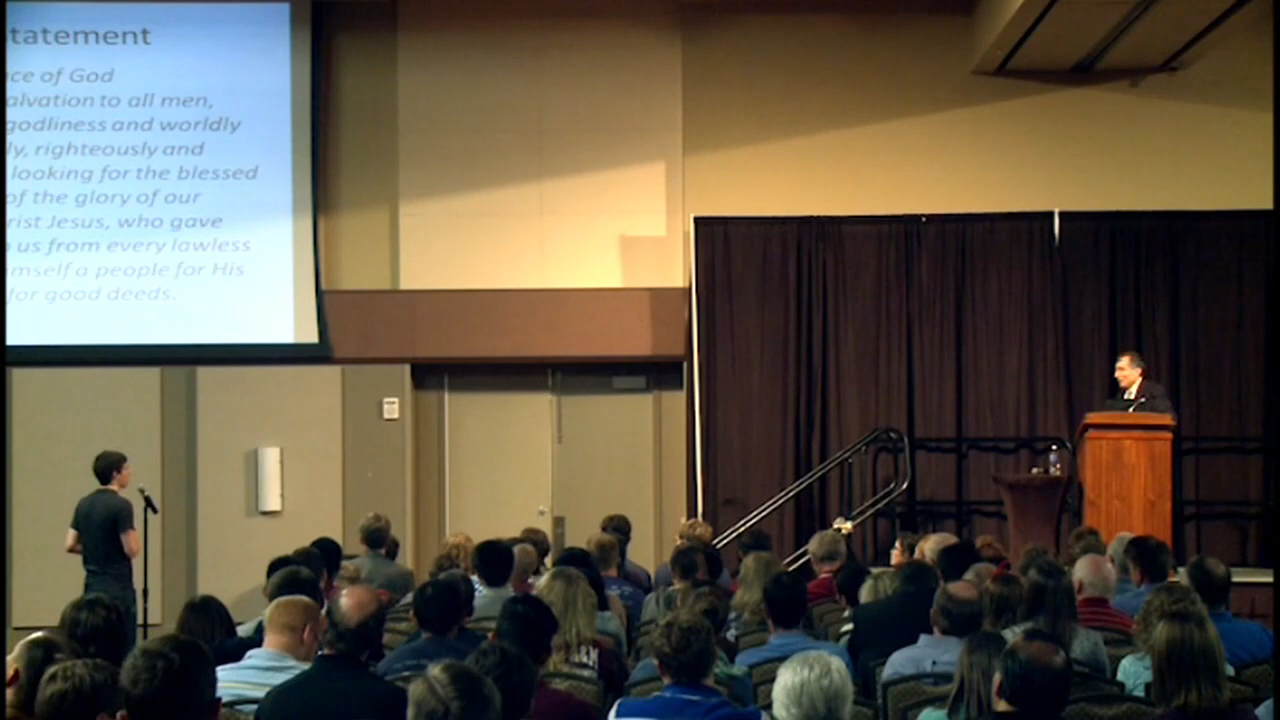 tatement
ce of God
alvation to all men,
godliness and worldly
ly, righteously and
looking for the blessed
of the glory of our
rist Jesus, who gave
us from every lawless
mself a people for His
for good deeds.